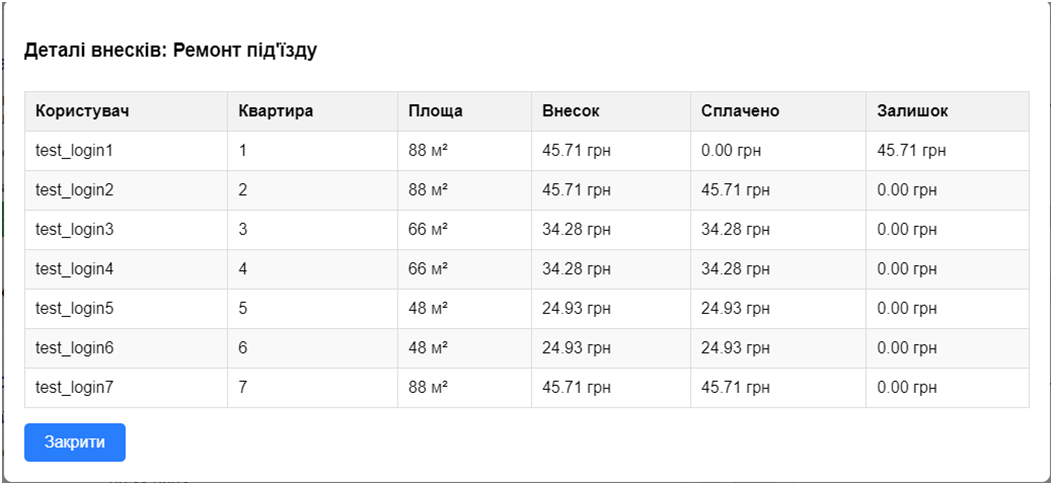 Деталі внесків: Ремонт під'їзду
Користувач Квартира Площа Внесок Сплачено Залишок
test_login1 1 88 м² 45.71 грн 0.00 грн 45.71 грн
test_login2 2 88 м² 45.71 грн 45.71 грн 0.00 грн
test_login3 3 66 м² 34.28 грн 34.28 грн 0.00 грн
test_login4 4 66 м² 34.28 грн 34.28 грн 0.00 грн
test_login5 5 48 м² 24.93 грн 24.93 грн 0.00 грн
test_login6 6 48 м² 24.93 грн 24.93 грн 0.00 грн
test_login7 7 88 м² 45.71 грн 45.71 грн 0.00 грн
Закрити